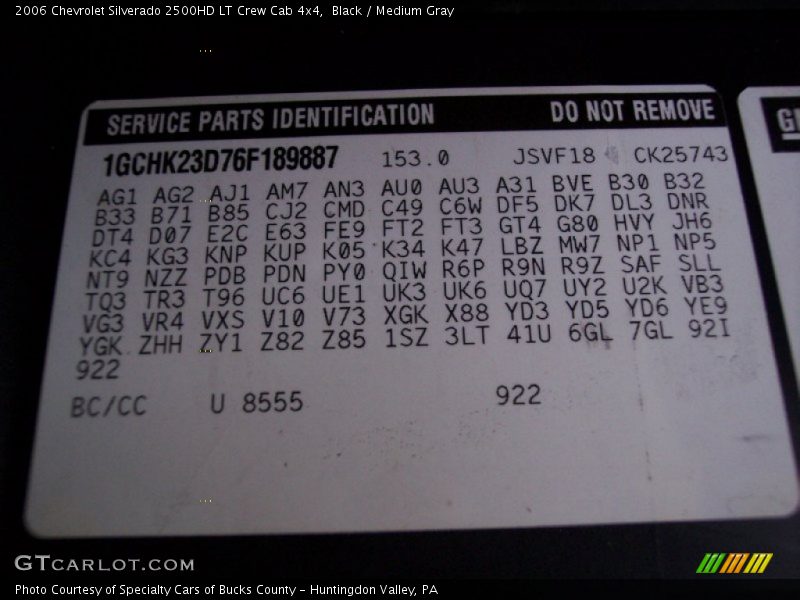 2006 Chevrolet Silverado 2500HD LT Crew Cab 4x4,  Black / Medium Gray
SERVICE PARTS IDENTIFICATION DO NOT REMOVE
1GCHK23D76F189887 153.0 JSVF18 CK25743
AG1 AG2 AJ1 AM7 AN3 AU0 AU3 A31 BVE B30 B32
B33 B71 B85 CJ2 CMD C49 C6W DF5 DK7 DL3 DNR
DT4 D07 E2C E63 FE9 FT2 FT3 GT4 G80 HVY JH6
KC4 KG3 KNP KUP K05 K34 K47 LBZ MW7 NP1 NP5
NT9 NZZ PDB PDN PY0 QIW R6P R9N R9Z SAF SLL
TQ3 TR3 T96 UC6 UE1 UK3 UK6 UQ7 UY2 U2K VB3
VG3 VR4 VXS V10 V73 XGK X88 YD3 YD5 YD6 YE9
YGK ZHH ZY1 Z82 Z85 1SZ 3LT 41U 6GL 7GL 92I
922
BC/CC U 8555 922
GTCARLOT.COM
Photo Courtesy of Specialty Cars of Bucks County – Huntingdon Valley, PA